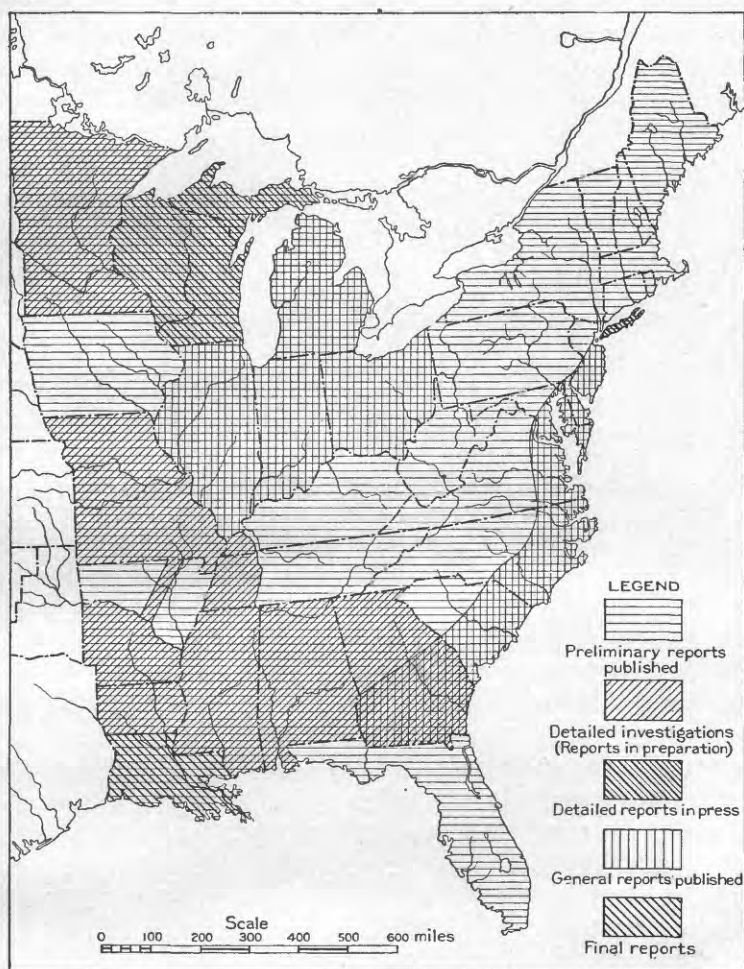 LEGEND
Preliminary reports
published
Detailed investigations
(Reports in preparation)
Detailed reports in press
General reports published
Final reports
Scale
0 100 200 300 400 500 600 miles